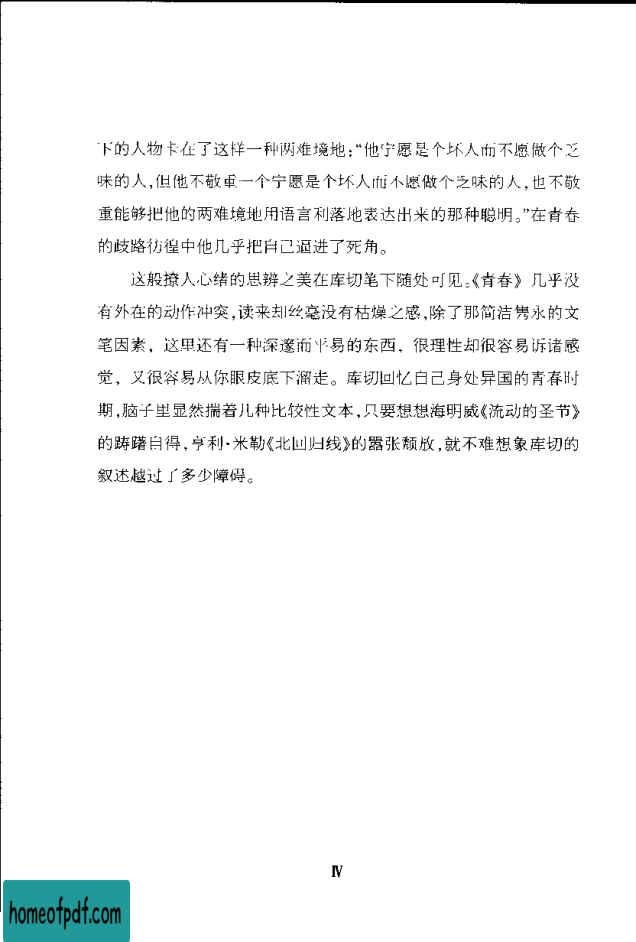 下的人物卡在了这样一种两难境地：“他宁愿是个坏人而不愿做个乏
味的人，但他不敬重一个宁愿是个坏人而不愿做个乏味的人，也不敬
重能够把他的两难境地用语言利落地表达出来的那种聪明。”在青春
的歧路彷徨中他几乎把自己逼进了死角。
这般撩人心绪的思辨之美在库切笔下随处可见。《青春》几乎没
有外在的动作冲突，读来却丝毫没有枯燥之感，除了那简洁隽永的文
笔因素，这里还有一种深邃而平易的东西，很理性却很容易诉诸感
觉，又很容易从你眼皮底下溜走。库切回忆自己身处异国的青春时
期，脑子里显然揣着几种比较性文本，只要想想海明威《流动的圣节》
的踌躇自得，亨利·米勒《北回归线》的嚣张颓放，就不难想象库切的
叙述越过了多少障碍。
Ⅳ
homeofpdf.com